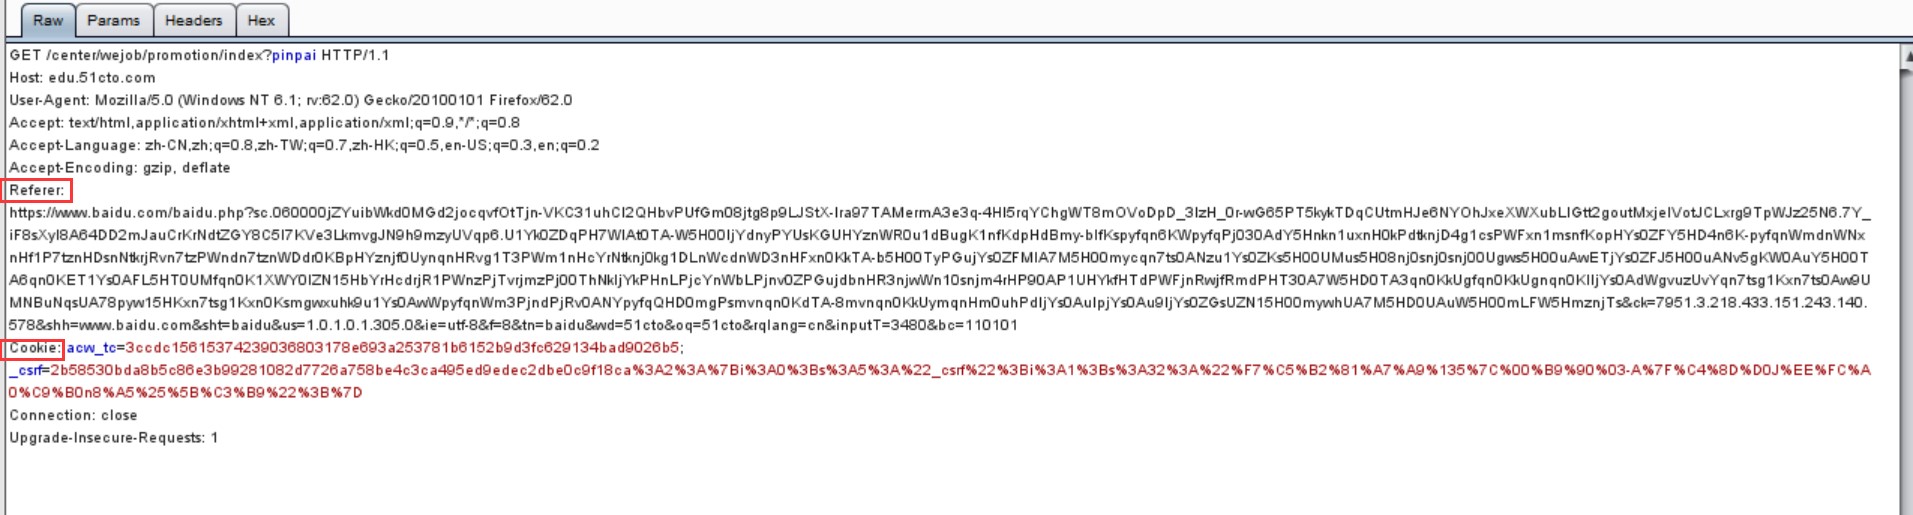 Raw Params Headers Hex
GET /center/wejob/promotion/index?pinpai HTTP/1.1
Host: edu.51cto.com
User-Agent: Mozilla/5.0 (Windows NT 6.1; rv:62.0) Gecko/20100101 Firefox/62.0
Accept: text/html,application/xhtml+xml,application/xml;q=0.9,*/*;q=0.8
Accept-Language: zh-CN,zh;q=0.8,zh-TW;q=0.7,zh-HK;q=0.5,en-US;q=0.3,en;q=0.2
Accept-Encoding: gzip, deflate
Referer:
https://www.baidu.com/baidu.php?sc.060000jZYuibWkd0MGd2jocqvfOtTjn-VKC31uhCl2QHbvPUfGm08jtg8p9LJStX-Ira97TAMermA3e3q-4HI5rqYChgWT8mOVoDpD_3IzH_0r-wG65PT5kykTDqCUtmHJe6NYOhJxeXWXubLIGtt2goutMxjelVotJCLxrg9TpWJz25N6.7Y_
iF8sXyI8A64DD2mJauCrKrNdtZGY8C5I7KVe3LkmvgJN9h9mzyUVqp6.U1Yk0ZDqPH7WIAt0TA-W5H00IjYdnyPYUsKGUHYznWR0u1dBugK1nfKdpHdBmy-bIfKspyfqn6KWpyfqPj030AdY5Hnkn1uxnH0kPdtknjD4g1csPWFxn1msnfKopHYs0ZFY5HD4n6K-pyfqnWmdnWNx
nHf1P7tznHDsnNtkrjRvn7tzPWndn7tznWDdr0KBpHYznjf0UynqnHRvg1T3PWm1nHcYrNtknj0kg1DLnWcdnWD3nHFxn0KkTA-b5H00TyPGujYs0ZFMIA7M5H00mycqn7ts0ANzu1Ys0ZKs5H00UMus5H08nj0snj0snj00Ugws5H00uAwETjYs0ZFJ5H00uANv5gKW0AuY5H00T
A6qn0KET1Ys0AFL5HT0UMfqn0K1XWY0IZN15HbYrHcdrjR1PWnzPjTvrjmzPj00ThNkIjYkPHnLPjcYnWbLPjnv0ZPGujdbnHR3njwWn10snjm4rHP90AP1UHYkfHTdPWFjnRwjfRmdPHT30A7W5HD0TA3qn0KkUgfqn0KkUgnqn0KlIjYs0AdWgvuzUvYqn7tsg1Kxn7ts0Aw9U
MNBuNqsUA78pyw15HKxn7tsg1Kxn0Ksmgwxuhk9u1Ys0AwWpyfqnWm3PjndPjRv0ANYpyfqQHD0mgPsmvnqn0KdTA-8mvnqn0KkUymqnHm0uhPdIjYs0AulpjYs0Au9IjYs0ZGsUZN15H00mywhUA7M5HD0UAuW5H00mLFW5HmznjTs&ck=7951.3.218.433.151.243.140.
578&shh=www.baidu.com&sht=baidu&us=1.0.1.0.1.305.0&ie=utf-8&f=8&tn=baidu&wd=51cto&oq=51cto&rqlang=cn&inputT=3480&bc=110101
Cookie: acw_tc=3ccdc15615374239036803178e693a253781b6152b9d3fc629134bad9026b5;
_csrf=2b58530bda8b5c86e3b99281082d7726a758be4c3ca495ed9edec2dbe0c9f18ca%3A2%3A%7Bi%3A0%3Bs%3A5%3A%22_csrf%22%3Bi%3A1%3Bs%3A32%3A%22%F7%C5%B2%81%A7%A9%135%7C%00%B9%90%03-A%7F%C4%8D%D0J%EE%FC%A
0%C9%B0n8%A5%25%5B%C3%B9%22%3B%7D
Connection: close
Upgrade-Insecure-Requests: 1